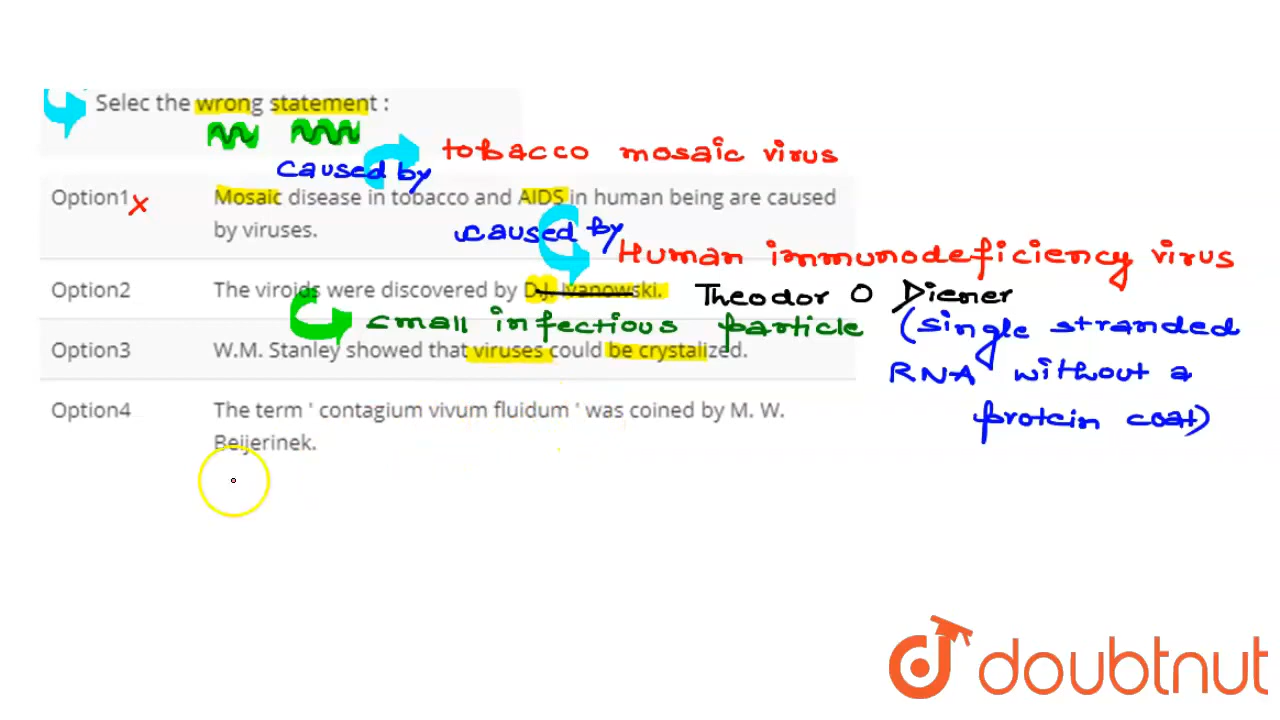 Selec the wrong statement :
tobacco mosaic virus
caused by
Option1 x Mosaic disease in tobacco and AIDS in human being are caused
by viruses.
caused by
Human immunodeficiency virus
Option2 The viroids were discovered by D.J. Ivanowski. Theodor O Diener
small infectious particle (single stranded
Option3 W.M. Stanley showed that viruses could be crystalized.
RNA without a
protein coat)
Option4 The term ' contagium vivum fluidum ' was coined by M. W.
Beijerinek.
doubtnut